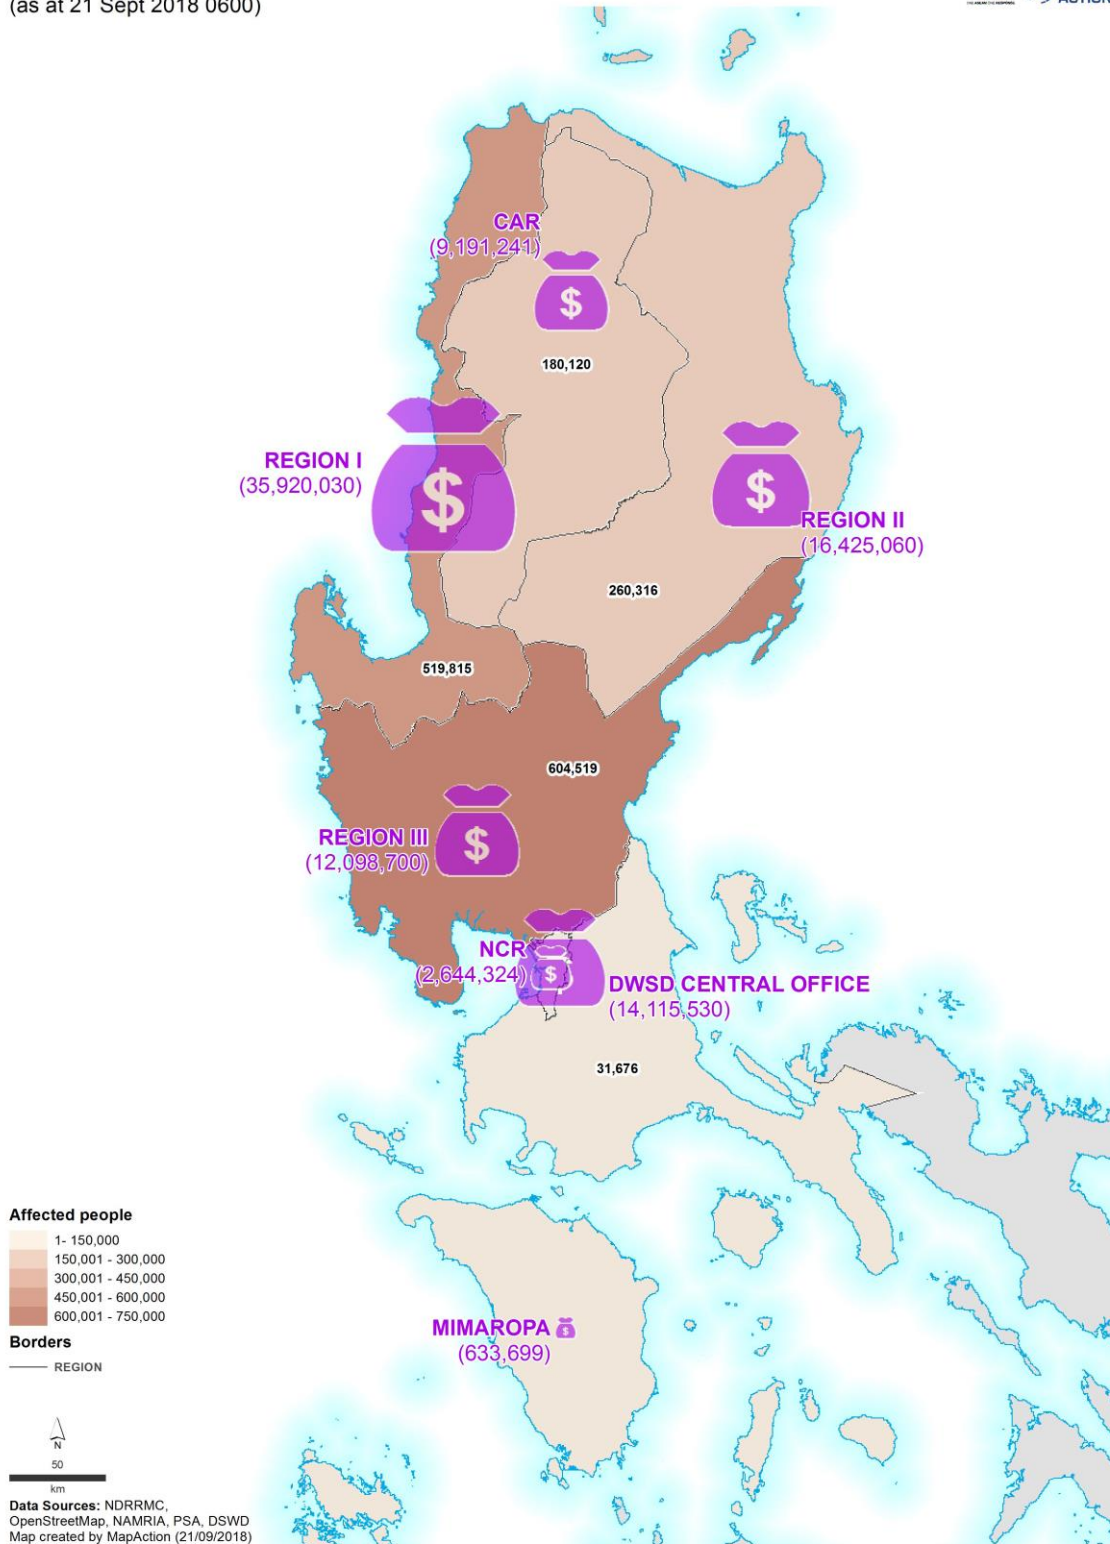 (as at 21 Sept 2018 0600)
ACTION
CAR
(9,191,241)
$
180,120
REGION I
(35,920,030)
$
$
REGION II
(16,425,060)
260,316
519,815
604,519
REGION III
(12,098,700)
$
NCR
(2,644,324)
$
DWSD CENTRAL OFFICE
(14,115,530)
31,676
MIMAROPA
$
(633,699)
Affected people
1- 150,000
150,001 - 300,000
300,001 - 450,000
450,001 - 600,000
600,001 - 750,000
Borders
REGION
N
50
km
Data Sources: NDRRMC,
OpenStreetMap, NAMRIA, PSA, DSWD
Map created by MapAction (21/09/2018)